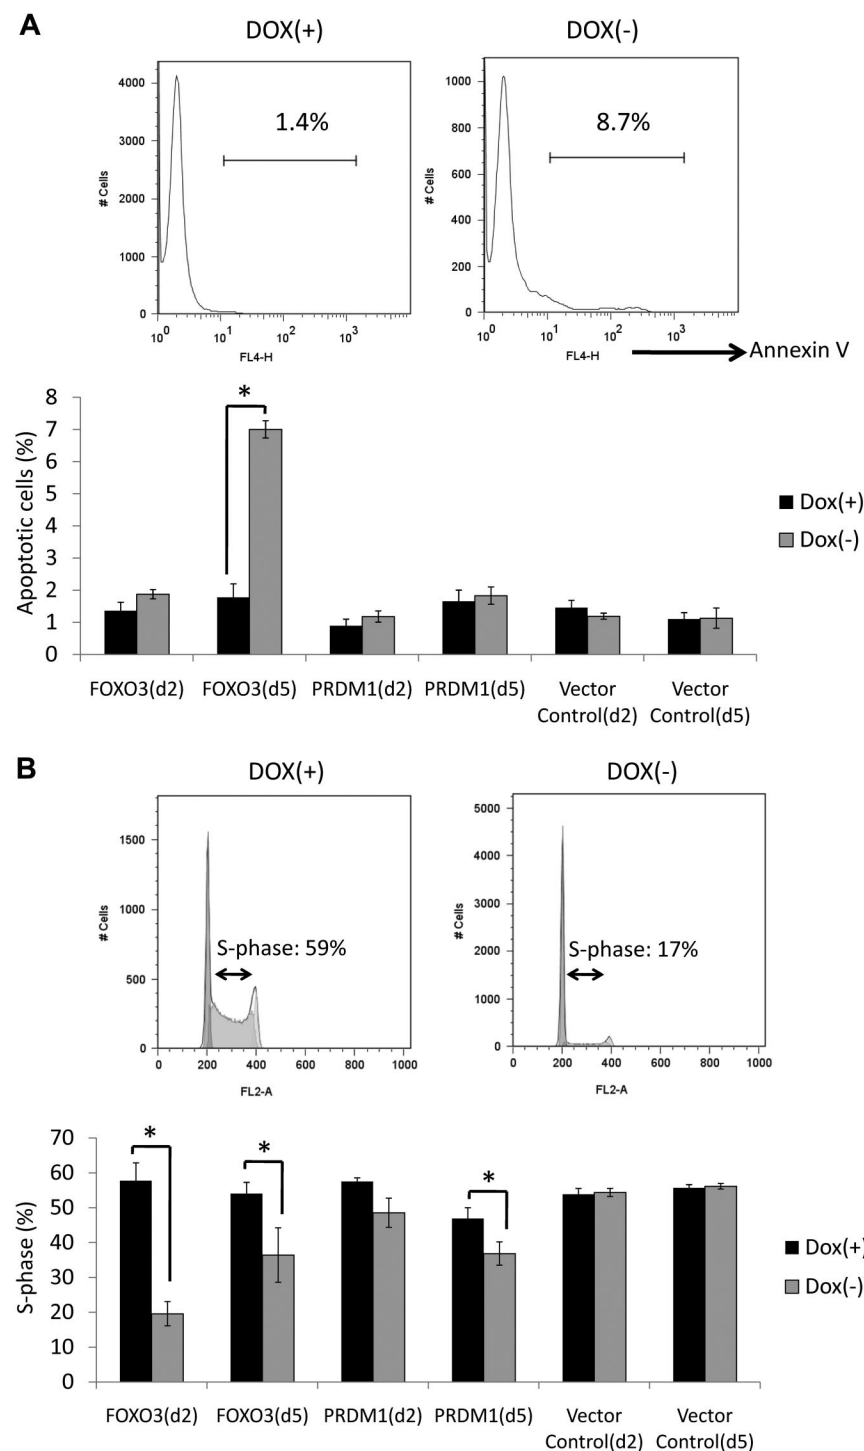 A
DOX(+)
DOX(-)
4000
3000
2000
1000
0
# Cells
1.4%
10^0
10^1
10^2
10^3
FL4-H
1000
800
600
400
200
0
# Cells
8.7%
10^0
10^1
10^2
10^3
FL4-H
Annexin V
8
7
6
5
4
3
2
1
0
Apoptotic cells (%)
*
FOXO3(d2)
FOXO3(d5)
PRDM1(d2)
PRDM1(d5)
Vector
Control(d2)
Vector
Control(d5)
Dox(+)
Dox(-)
B
DOX(+)
DOX(-)
1500
1000
500
0
# Cells
S-phase: 59%
0
200
400
600
800
1000
FL2-A
5000
4000
3000
2000
1000
0
# Cells
S-phase: 17%
0
200
400
600
800
1000
FL2-A
70
60
50
40
30
20
10
0
S-phase (%)
*
*
*
FOXO3(d2)
FOXO3(d5)
PRDM1(d2)
PRDM1(d5)
Vector
Control(d2)
Vector
Control(d5)
Dox(+)
Dox(-)